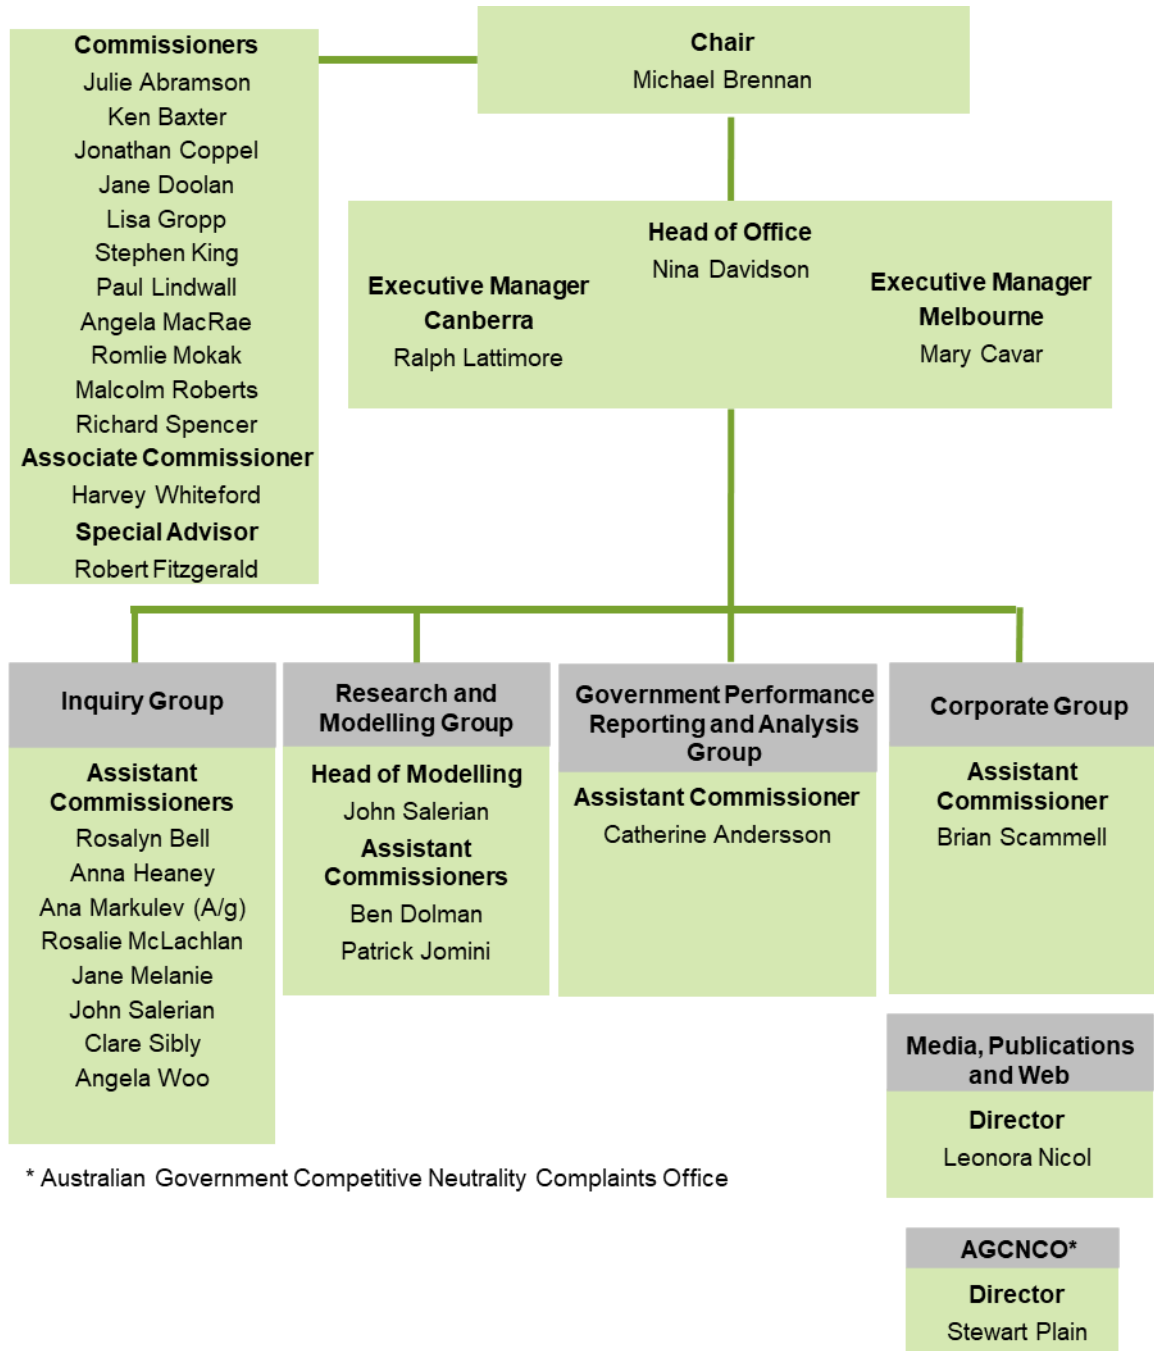 Commissioners
Julie Abramson
Ken Baxter
Jonathan Coppel
Jane Doolan
Lisa Gropp
Stephen King
Paul Lindwall
Angela MacRae
Romlie Mokak
Malcolm Roberts
Richard Spencer
Associate Commissioner
Harvey Whiteford
Special Advisor
Robert Fitzgerald
Chair
Michael Brennan
Head of Office
Nina Davidson
Executive Manager
Canberra
Ralph Lattimore
Executive Manager
Melbourne
Mary Cavar
Inquiry Group
Assistant
Commissioners
Rosalyn Bell
Anna Heaney
Ana Markulev (A/g)
Rosalie McLachlan
Jane Melanie
John Salerian
Clare Sibly
Angela Woo
Research and
Modelling Group
Head of Modelling
John Salerian
Assistant
Commissioners
Ben Dolman
Patrick Jomini
Government Performance
Reporting and Analysis
Group
Assistant Commissioner
Catherine Andersson
Corporate Group
Assistant
Commissioner
Brian Scammell
Media, Publications
and Web
Director
Leonora Nicol
AGCNCO*
Director
Stewart Plain
* Australian Government Competitive Neutrality Complaints Office